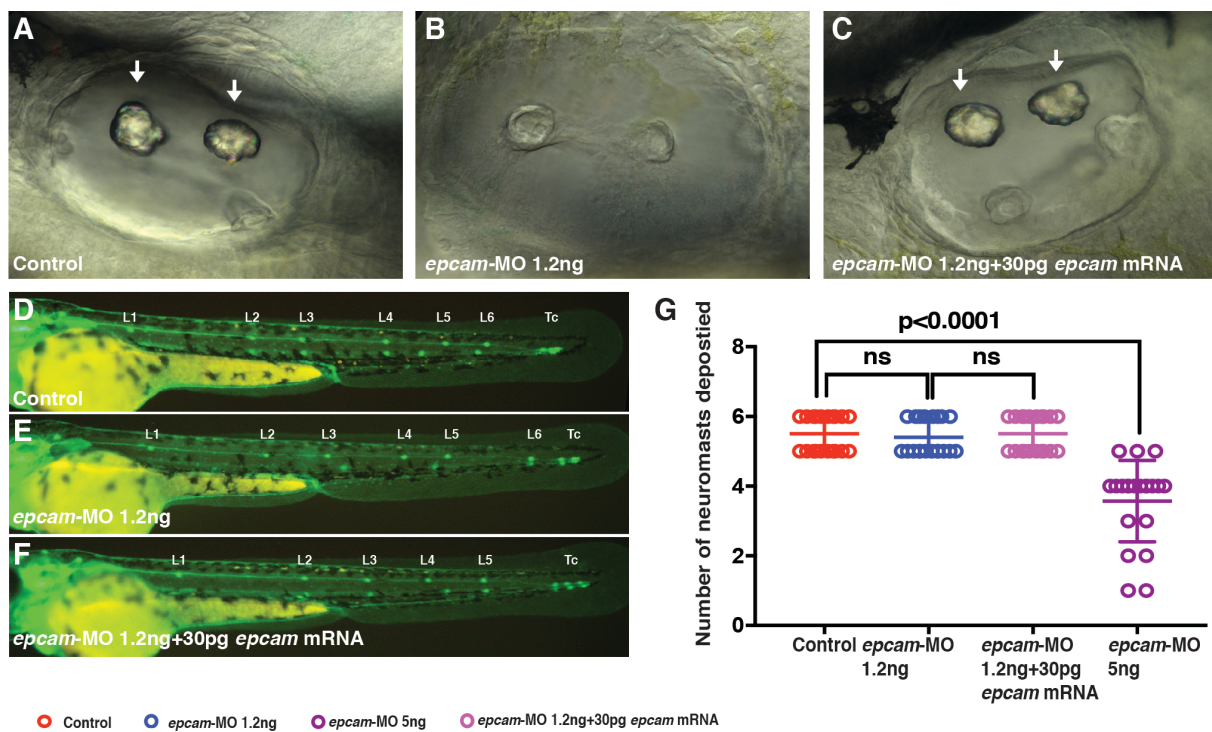 A
B
C
Control
epcam-MO 1.2ng
epcam-MO 1.2ng+30pg epcam mRNA
D
L1 L2 L3 L4 L5 L6 Tc
Control
E
L1 L2 L3 L4 L5 L6 Tc
epcam-MO 1.2ng
F
L1 L2 L3 L4 L5 Tc
epcam-MO 1.2ng+30pg epcam mRNA
G
Number of neuromasts depostied
p<0.0001
ns ns
8
6
4
2
0
Control epcam-MO epcam-MO epcam-MO
1.2ng 1.2ng+30pg 5ng
epcam mRNA
Control epcam-MO 1.2ng epcam-MO 5ng epcam-MO 1.2ng+30pg epcam mRNA